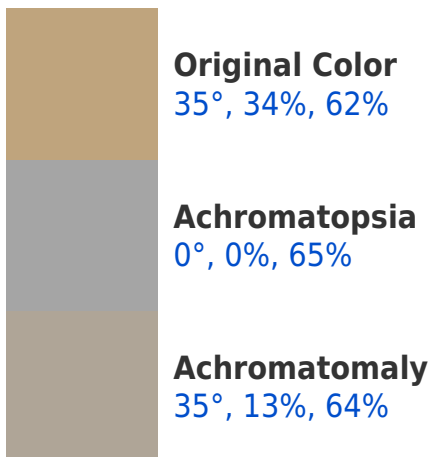 Original Color
35°, 34%, 62%
Achromatopsia
0°, 0%, 65%
Achromatomaly
35°, 13%, 64%